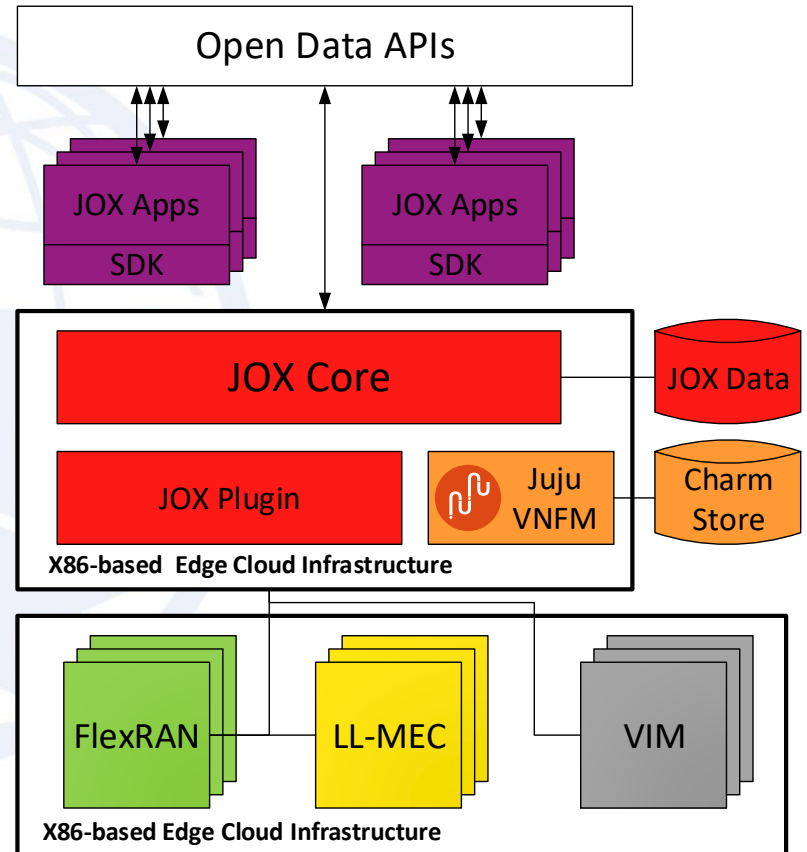 Open Data APIs
JOX Apps
SDK
JOX Apps
SDK
JOX Core
JOX Data
JOX Plugin
Juju
VNFM
Charm
Store
X86-based Edge Cloud Infrastructure
FlexRAN
LL-MEC
VIM
X86-based Edge Cloud Infrastructure